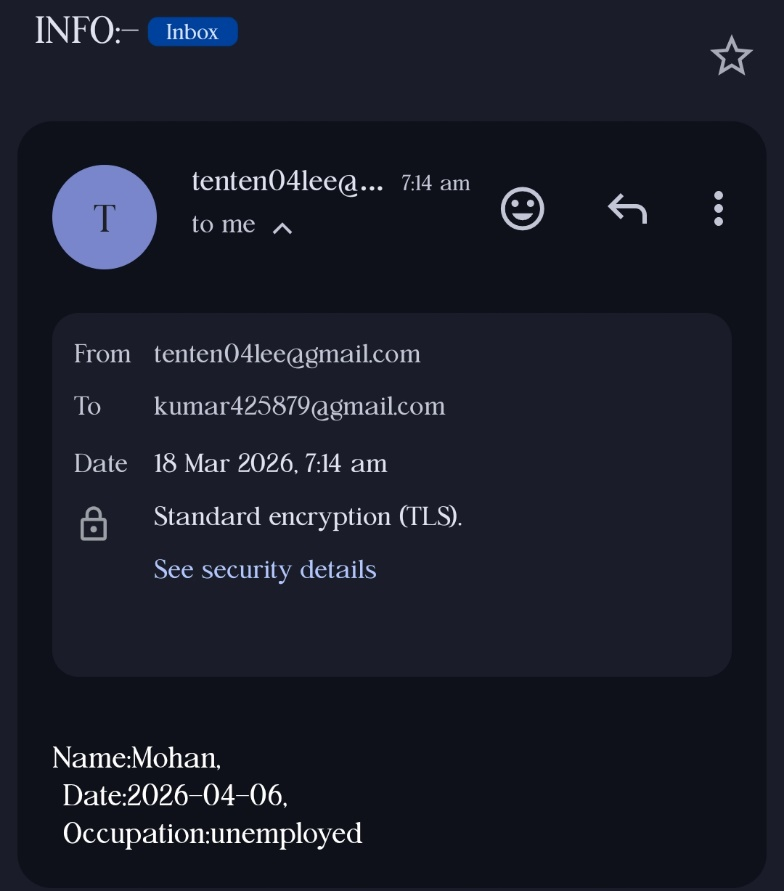 INFO:– Inbox
T
tenten04lee@... 7:14 am
to me
From tenten04lee@gmail.com
To kumar425879@gmail.com
Date 18 Mar 2026, 7:14 am
Standard encryption (TLS).
See security details
Name:Mohan,
Date:2026-04-06,
Occupation:unemployed